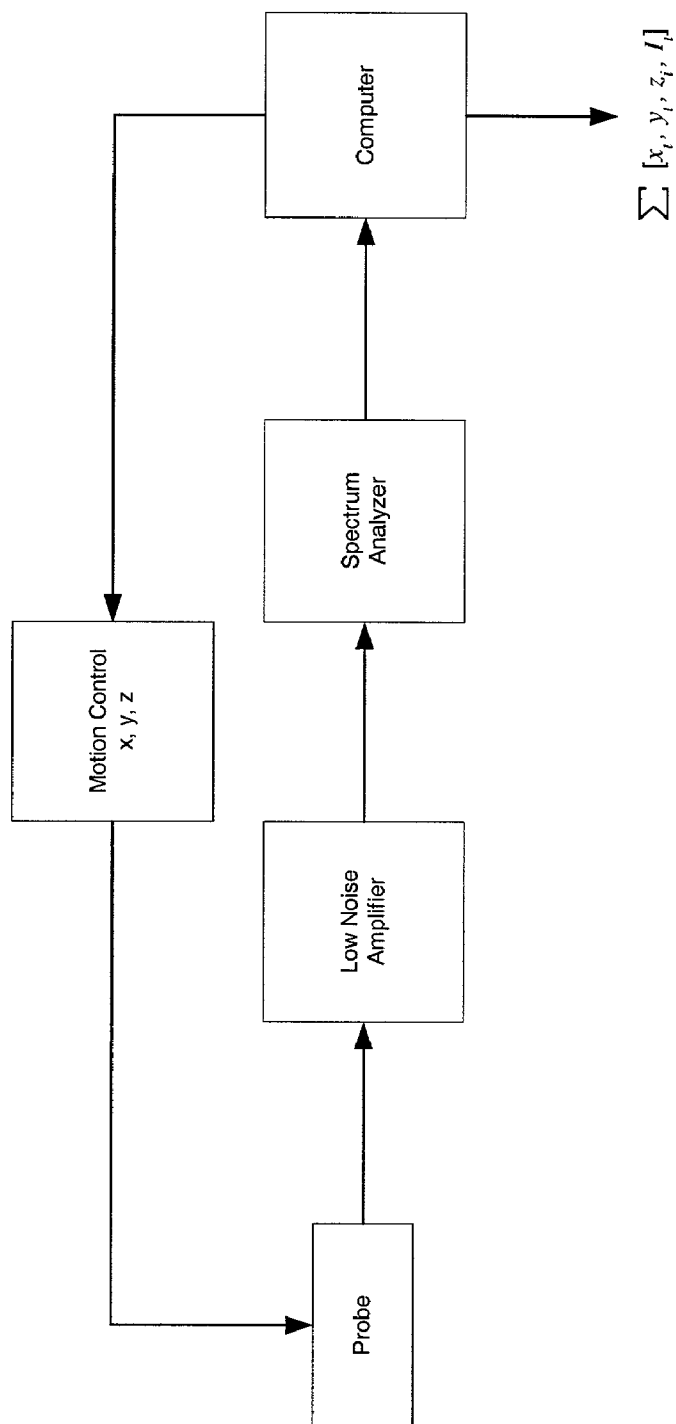 Motion Control
x, y, z
Probe
Low Noise
Amplifier
Spectrum
Analyzer
Computer
∑ [x_i, y_i, z_i, I_i]